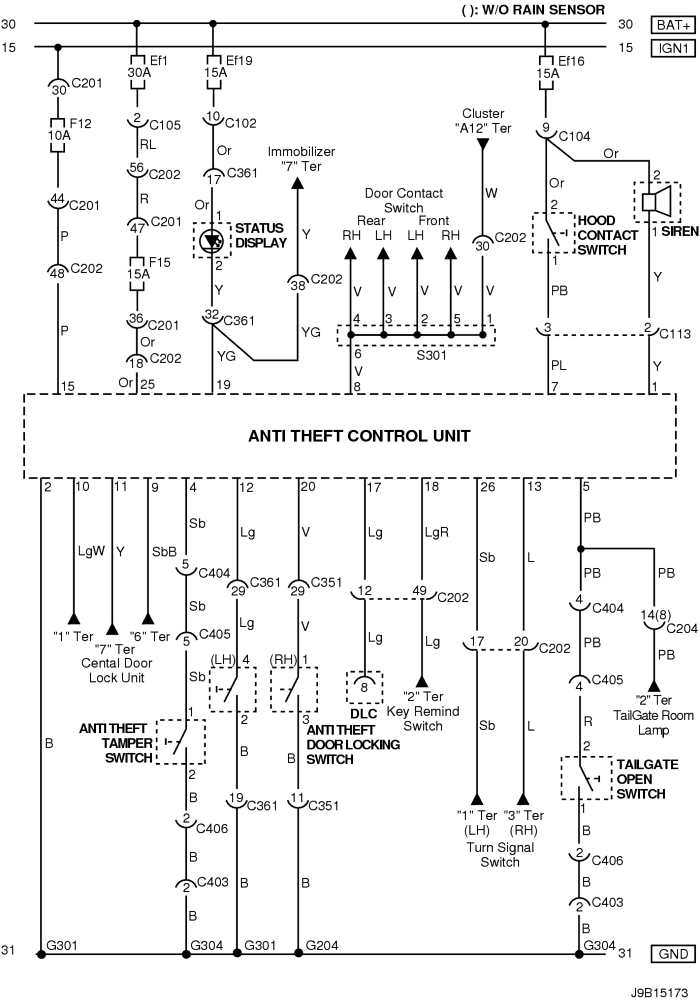 ( ): W/O RAIN SENSOR
30 30 BAT+
15 15 IGN1
Ef1 Ef19 Ef16
30A 15A 15A
30 C201
F12
10A
2 C105
RL
56 C202
R
47 C201
F15
15A
36 C201
Or
18 C202
Or 25
44 C201
P
48 C202
P
15
10 C102
Or
17 C361
Or
1
STATUS
DISPLAY
2
Y
32 C361
YG
19
Immobilizer
"7" Ter
Y
38 C202
YG
Door Contact
Switch
Rear Front
RH LH LH RH
V V V V V
4 3 2 5 1
S301
6
V
8
Cluster
"A12" Ter
W
30 C202
9 C104
Or Or
2
HOOD
CONTACT
SWITCH
1
PB
2
SIREN
1
Y
3 2 C113
PL Y
7 1
ANTI THEFT CONTROL UNIT
2 10 11 9 4 12 20 17 18 26 13 5
LgW Y SbB Sb Lg V Lg LgR Sb L PB
"1" Ter
"7" Ter
Cental Door
Lock Unit
"6" Ter
5 C404
Sb
5 C405
Sb
1
ANTI THEFT
TAMPER
SWITCH
2
B
2 C406
B
2 C403
B
B
29 C361
Lg
(LH) 4
2
B
19 C361
B
29 C351
V
(RH) 1
3
ANTI THEFT
DOOR LOCKING
SWITCH
B
11 C351
B
12 49 C202
Lg Lg
8
DLC
"2" Ter
Key Remind
Switch
17 20 C202
Sb L
"1" Ter "3" Ter
(LH) (RH)
Turn Signal
Switch
PB PB
4 C404
PB
4 C405
R
2
TAILGATE
OPEN
SWITCH
1
B
2 C406
B
2 C403
B
14(8)
C204
PB
"2" Ter
TailGate Room
Lamp
31 G301 G304 G301 G204 G304 31 GND
J9B15173